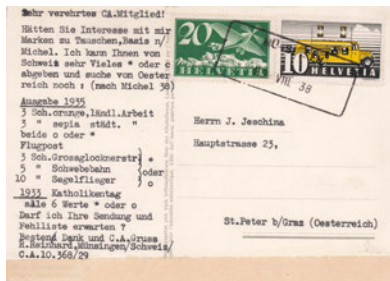 Sehr verehrtes CA.Mitglied!
Hätten Sie Interesse mit mir
Marken zu Tauschen,Basis n/
Michel. Ich kann Ihnen von
Schweiz sehr Vieles * oder o
abgeben und suche von Oester
reich noch : (nach Michel 38)
Ausgabe 1935
3 Sch.orange,ländl.Arbeit
3 " sepia städt. "
beide o oder *
Flugpost
3 Sch.Grossglocknerstr *
5 " Schwebebahn oder
10 " Segelflieger o
1933 Katholikentag
alle 6 Werte * oder o
Darf ich Ihre Sendung und
Fehlliste erwarten ?
Bestend Dank und C.A.Gruss
H.Reinhard,Münsingen/Schweiz/
C.A.10.368/29
20
HELVETIA
10
HELVETIA
VIII. 38
Herrn J. Jeschina
Hauptstrasse 23,
St.Peter b/Graz (Oesterreich)